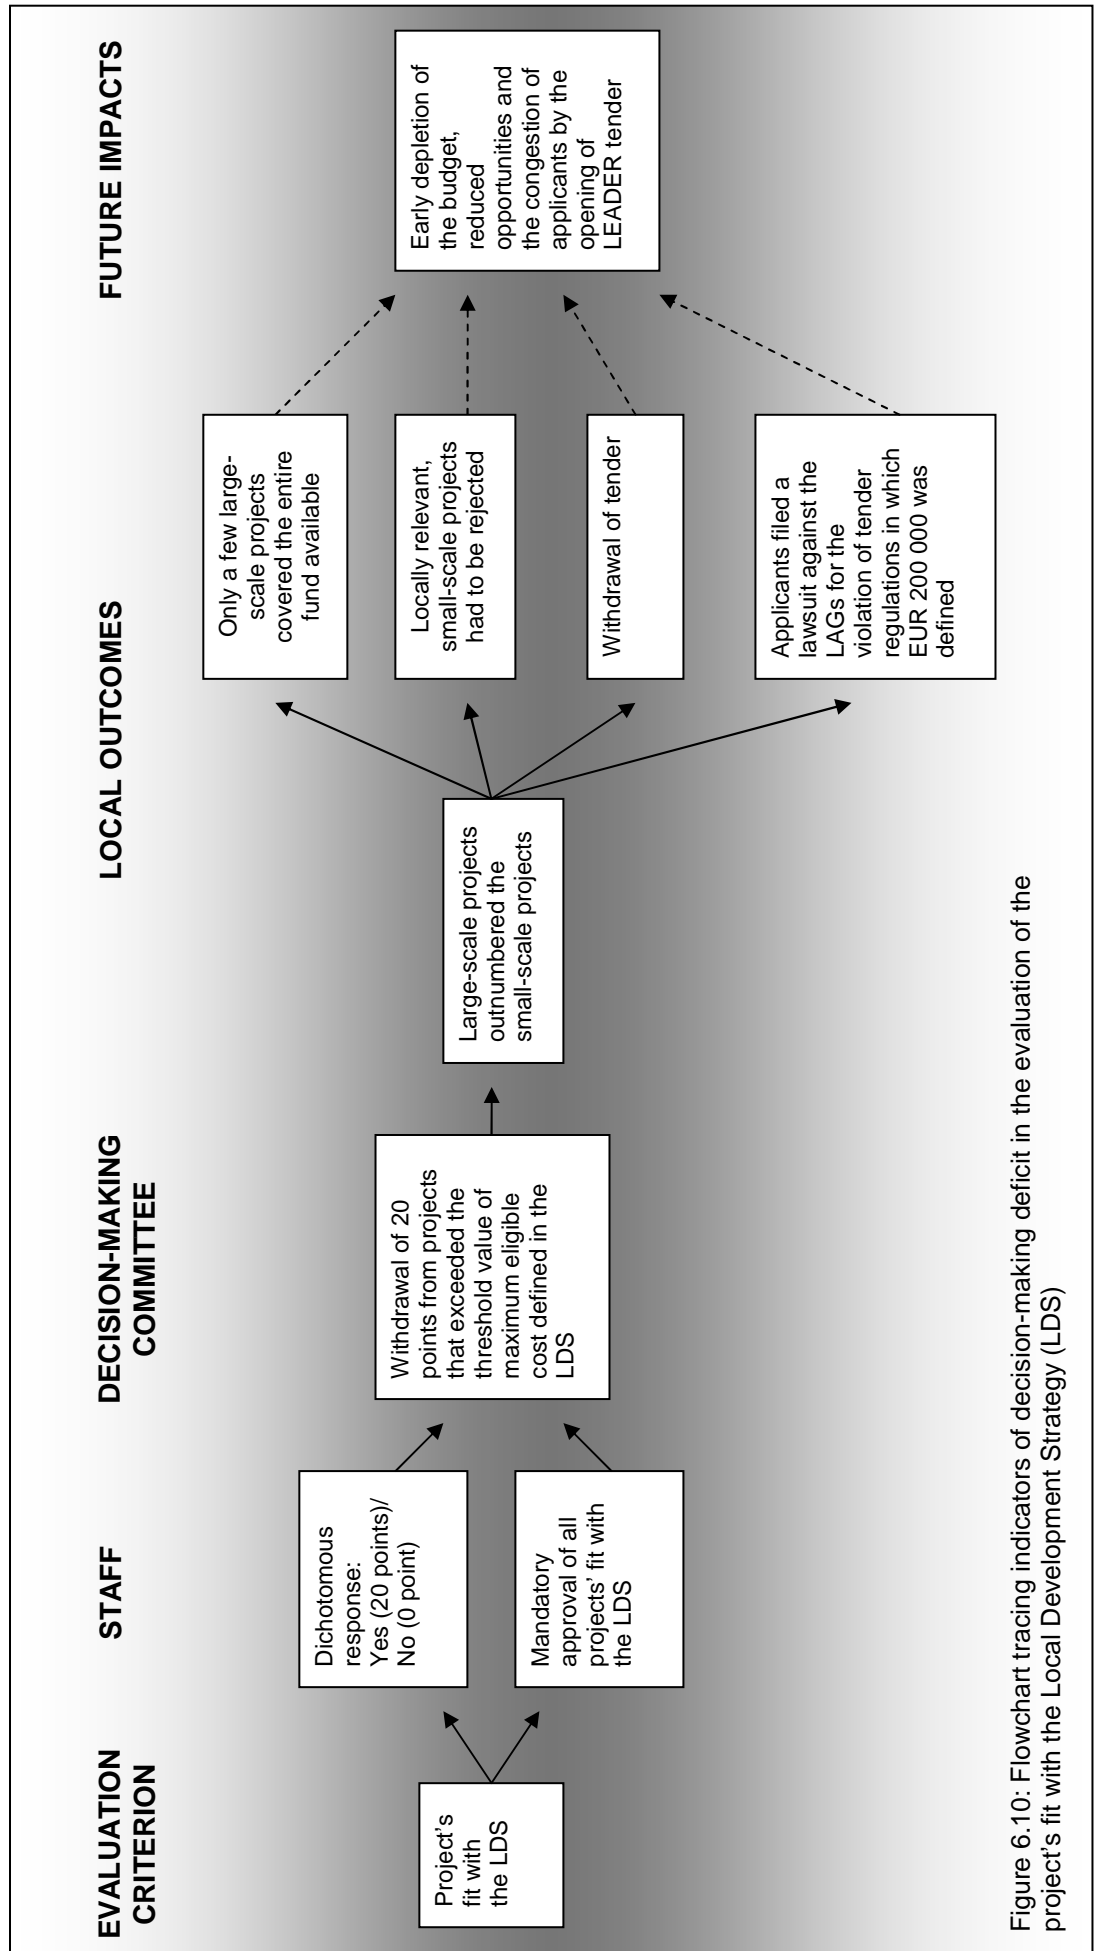 EVALUATION
CRITERION
STAFF
DECISION-MAKING
COMMITTEE
LOCAL OUTCOMES
FUTURE IMPACTS
Project's
fit with
the LDS
Dichotomous
response:
Yes (20 points)/
No (0 point)
Mandatory
approval of all
projects' fit with
the LDS
Withdrawal of 20
points from projects
that exceeded the
threshold value of
maximum eligible
cost defined in the
LDS
Large-scale projects
outnumbered the
small-scale projects
Only a few large-
scale projects
covered the entire
fund available
Locally relevant,
small-scale projects
had to be rejected
Withdrawal of tender
Applicants filed a
lawsuit against the
LAGs for the
violation of tender
regulations in which
EUR 200 000 was
defined
Early depletion of
the budget,
reduced
opportunities and
the congestion of
applicants by the
opening of
LEADER tender
Figure 6.10: Flowchart tracing indicators of decision-making deficit in the evaluation of the
project's fit with the Local Development Strategy (LDS)